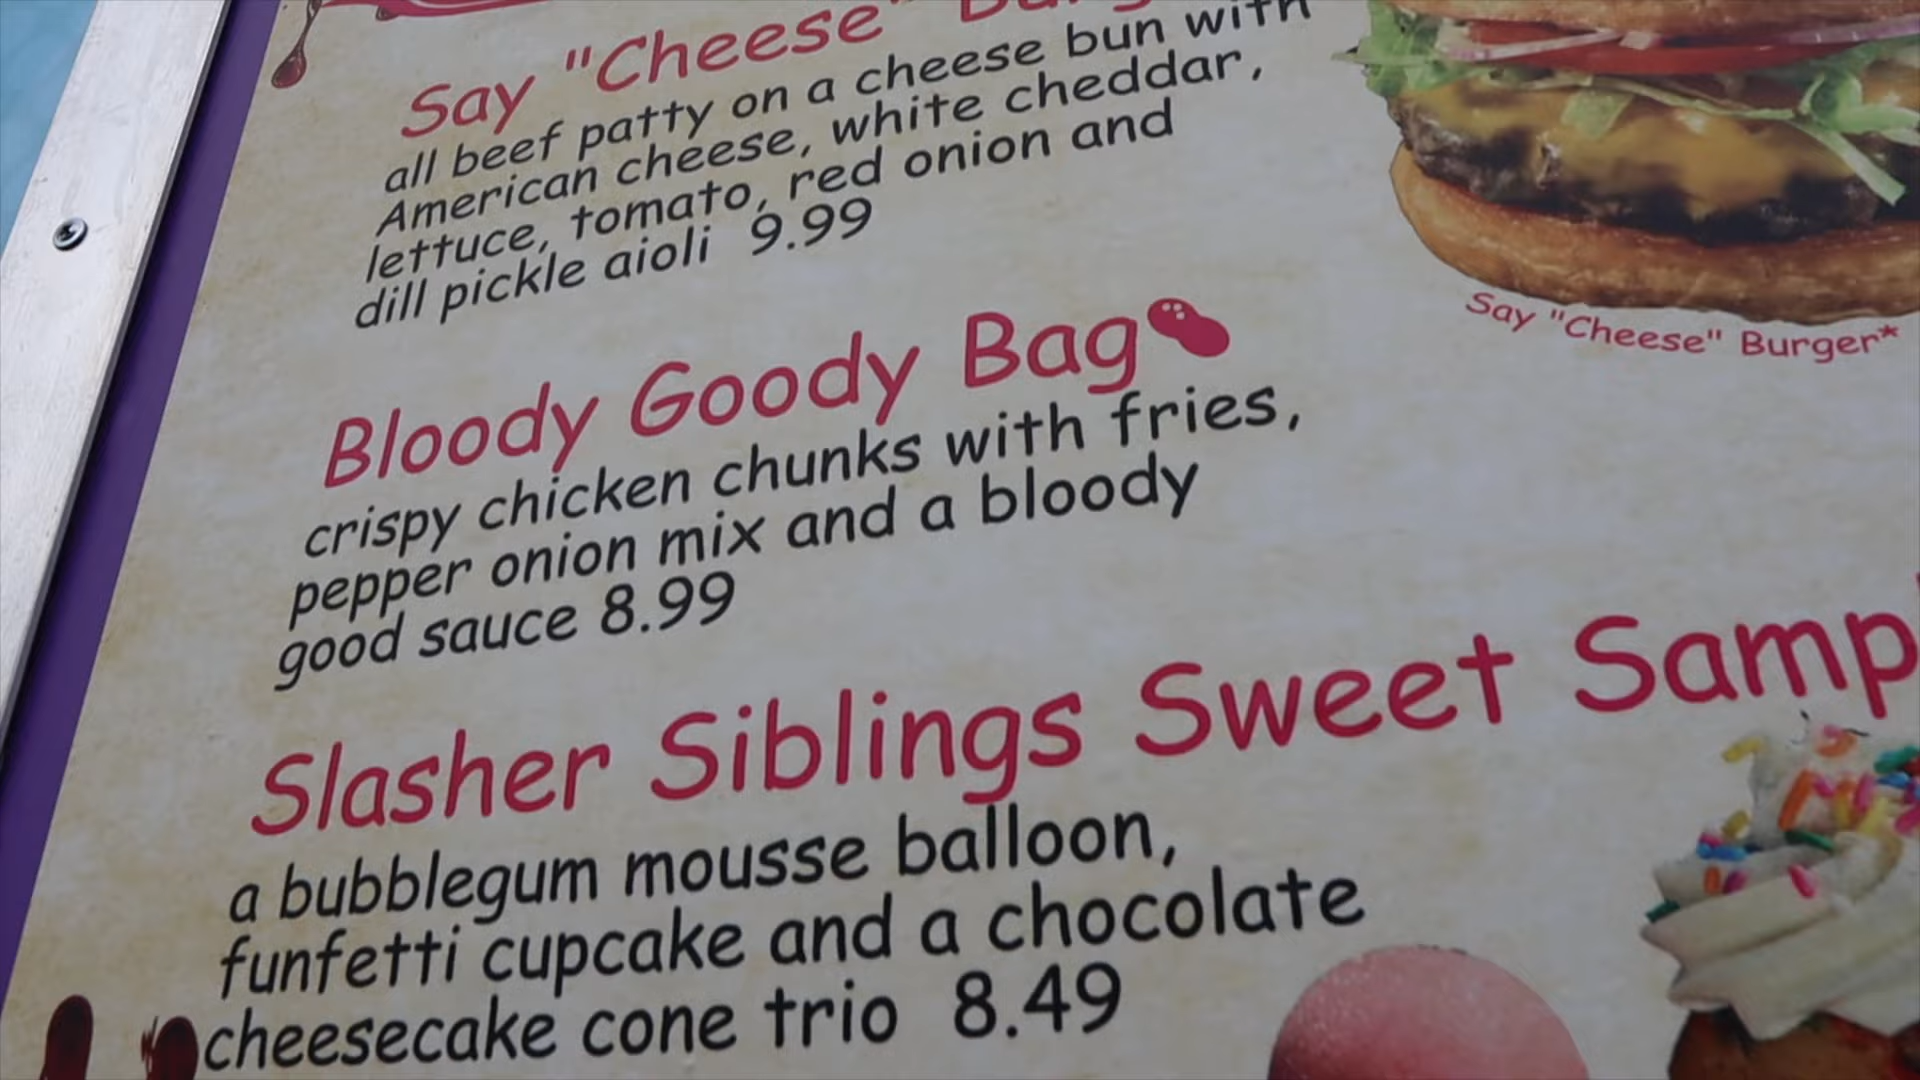 Say "Cheese"
all beef patty on a cheese bun with
American cheese, white cheddar,
lettuce, tomato, red onion and
dill pickle aioli 9.99
Say "Cheese" Burger*
Bloody Goody Bag
crispy chicken chunks with fries,
pepper onion mix and a bloody
good sauce 8.99
Slasher Siblings Sweet
a bubblegum mousse balloon,
funfetti cupcake and a chocolate
cheesecake cone trio 8.49